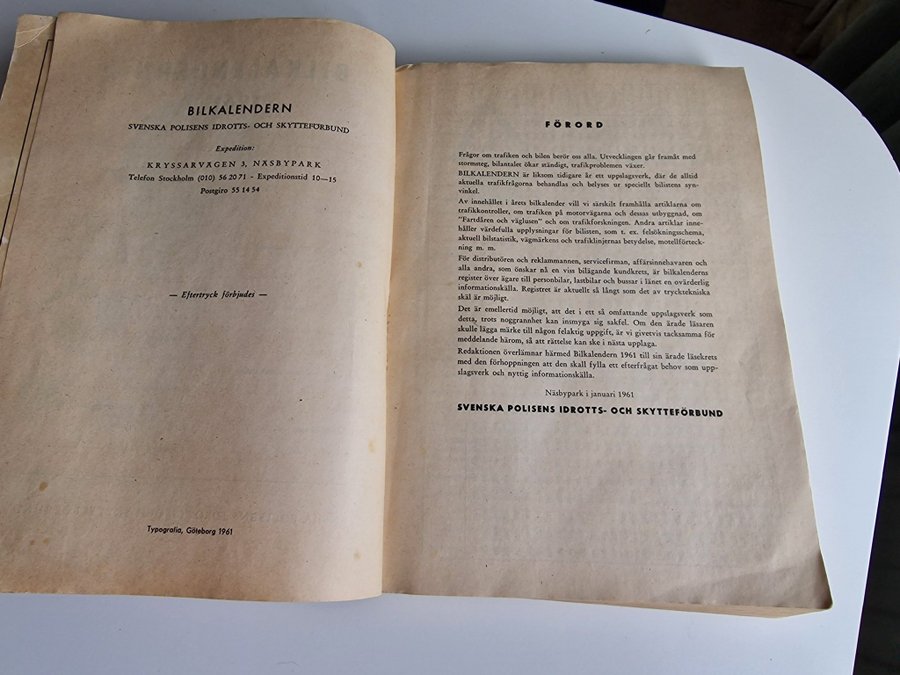 BILKALENDERN
SVENSKA POLISENS IDROTTS- OCH SKYTTEFÖRBUND
Expedition:
KRYSSARVÄGEN 3, NÄSBYPARK
Telefon Stockholm (010) 56 20 71 - Expeditionstid 10—15
Postgiro 55 14 54
— Eftertryck förbjudes —
Typografia, Göteborg 1961
FÖRORD
Frågor om trafiken och bilen berör oss alla. Utvecklingen går framåt med
stormsteg, bilantalet ökar ständigt, trafikproblemen växer.
BILKALENDERN är liksom tidigare år ett uppslagsverk, där de alltid
aktuella trafikfrågorna behandlas och belyses ur speciellt bilistens syn-
vinkel.
Av innehållet i årets bilkalender vill vi särskilt framhålla artiklarna om
trafikkontroller, om trafiken på motorvägarna och dessas utbyggnad, om
"Fartdåren och väglusen" och om trafikforskningen. Andra artiklar inne-
håller värdefulla upplysningar för bilisten, som t. ex. felsökningsschema,
aktuell bilstatistik, vägmärkens och trafiklinjernas betydelse, motellförteck-
ning m. m.
För distributören och reklammannen, servicefirman, affärsinnehavaren och
alla andra, som önskar nå en viss bilägande kundkrets, är bilkalenderns
register över ägare till personbilar, lastbilar och bussar i länet en ovärderlig
informationskälla. Registret är aktuellt så långt som det av trycktekniska
skäl är möjligt.
Det är emellertid möjligt, att det i ett så omfattande uppslagsverk som
detta, trots noggrannhet kan insmyga sig sakfel. Om den ärade läsaren
skulle lägga märke till någon felaktig uppgift, är vi givetvis tacksamma för
meddelande härom, så att rättelse kan ske i nästa upplaga.
Redaktionen överlämnar härmed Bilkalendern 1961 till sin ärade läsekrets
med den förhoppningen att den skall fylla ett efterfrågat behov som upp-
slagsverk och nyttig informationskälla.
Näsbypark i januari 1961
SVENSKA POLISENS IDROTTS- OCH SKYTTEFÖRBUND